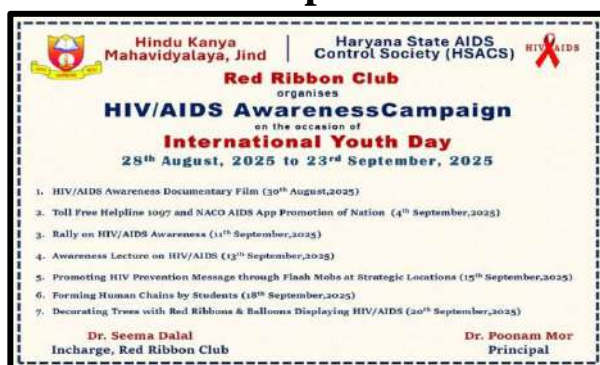 Hindu Kanya
Mahavidyalaya, Jind
Haryana State AIDS
Control Society (HSACS)
HIV AIDS
Red Ribbon Club
organises
HIV/AIDS AwarenessCampaign
on the occasion of
International Youth Day
28th August, 2025 to 23rd September, 2025
1. HIV/AIDS Awareness Documentary Film (30th August,2025)
2. Toll Free Helpline 1097 and NACO AIDS App Promotion of Nation (4th September,2025)
3. Rally on HIV/AIDS Awareness (11th September,2025)
4. Awareness Lecture on HIV/AIDS (13th September,2025)
5. Promoting HIV Prevention Message through Flash Mobs at Strategic Locations (15th September,2025)
6. Forming Human Chains by Students (18th September,2025)
7. Decorating Trees with Red Ribbons & Balloons Displaying HIV/AIDS (20th September,2025)
Dr. Seema Dalal
Incharge, Red Ribbon Club
Dr. Poonam Mor
Principal